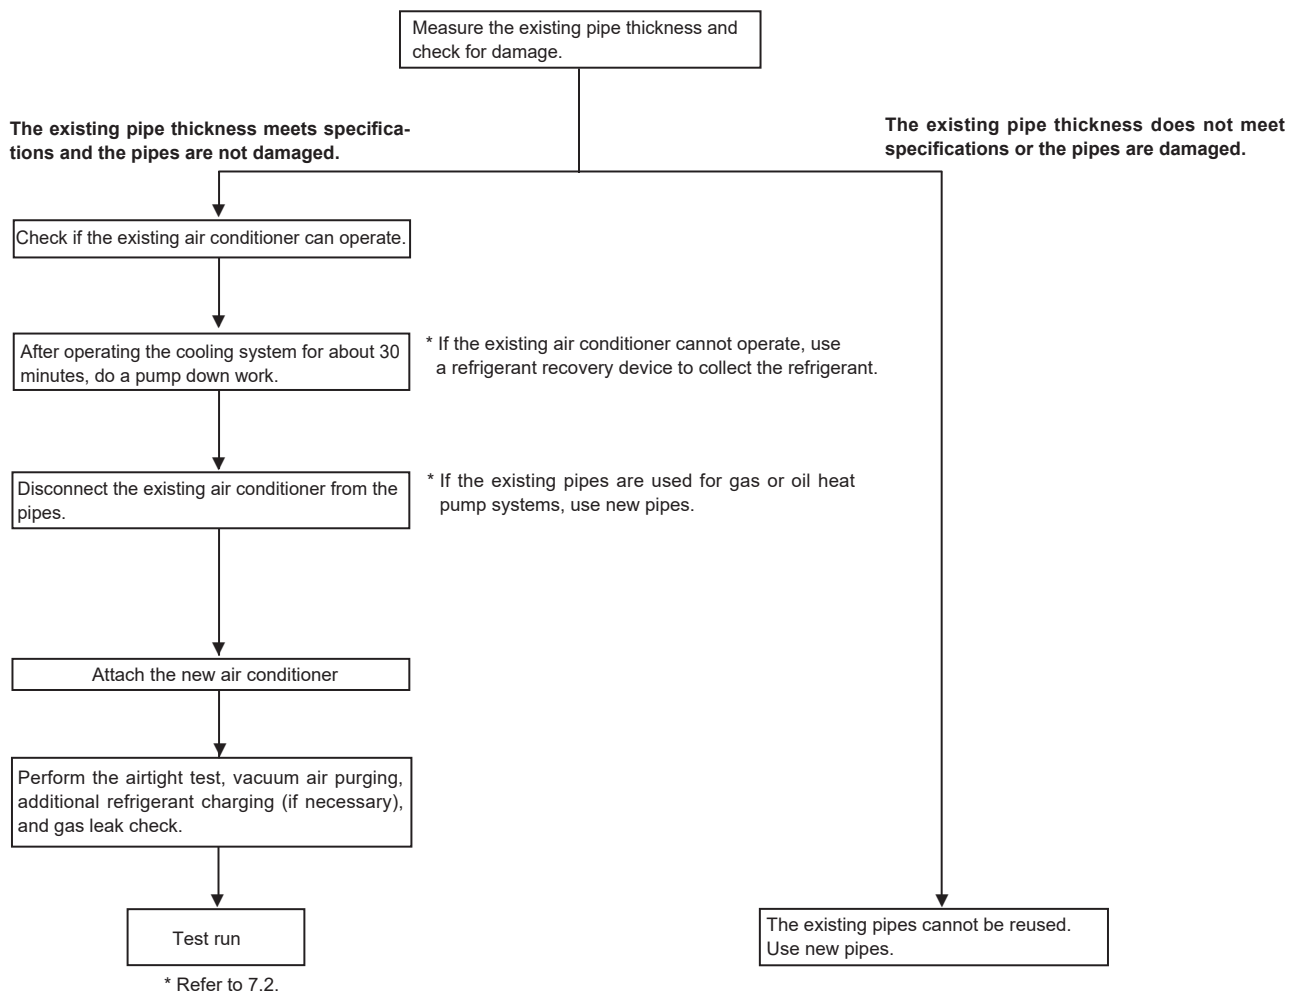 Measure the existing pipe thickness and
check for damage.
The existing pipe thickness meets specifica-
tions and the pipes are not damaged.
The existing pipe thickness does not meet
specifications or the pipes are damaged.
Check if the existing air conditioner can operate.
After operating the cooling system for about 30
minutes, do a pump down work.
* If the existing air conditioner cannot operate, use
a refrigerant recovery device to collect the refrigerant.
Disconnect the existing air conditioner from the
pipes.
* If the existing pipes are used for gas or oil heat
pump systems, use new pipes.
Attach the new air conditioner
Perform the airtight test, vacuum air purging,
additional refrigerant charging (if necessary),
and gas leak check.
Test run
* Refer to 7.2.
The existing pipes cannot be reused.
Use new pipes.